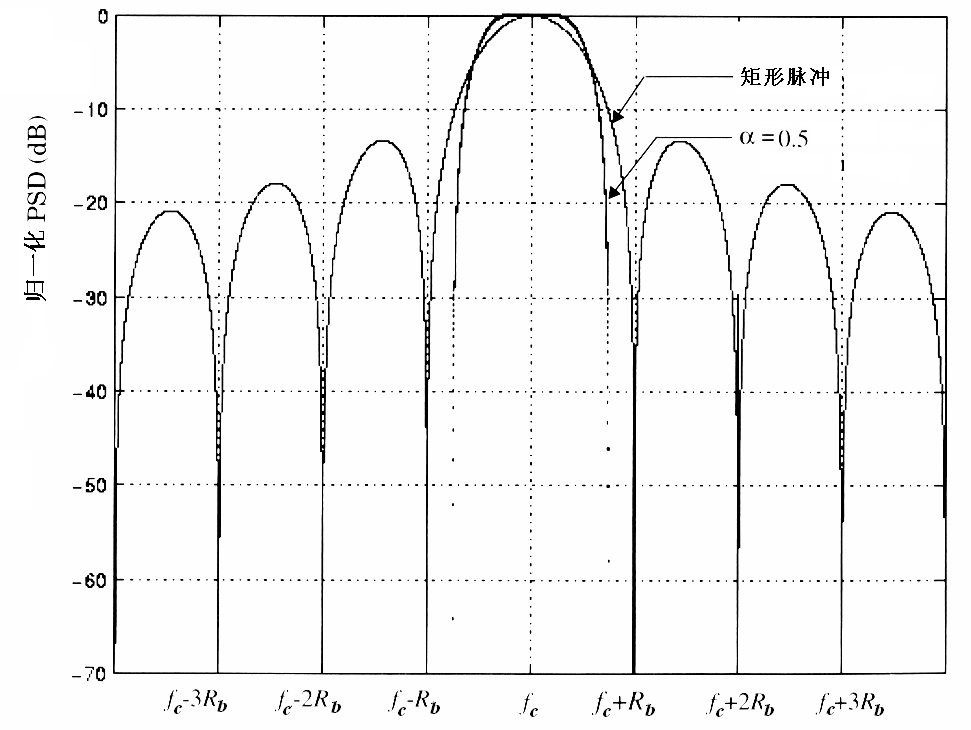 归一化 PSD (dB)
0
-10
-20
-30
-40
-50
-60
-70
矩形脉冲
α = 0.5
fc-3Rb
fc-2Rb
fc-Rb
fc
fc+Rb
fc+2Rb
fc+3Rb